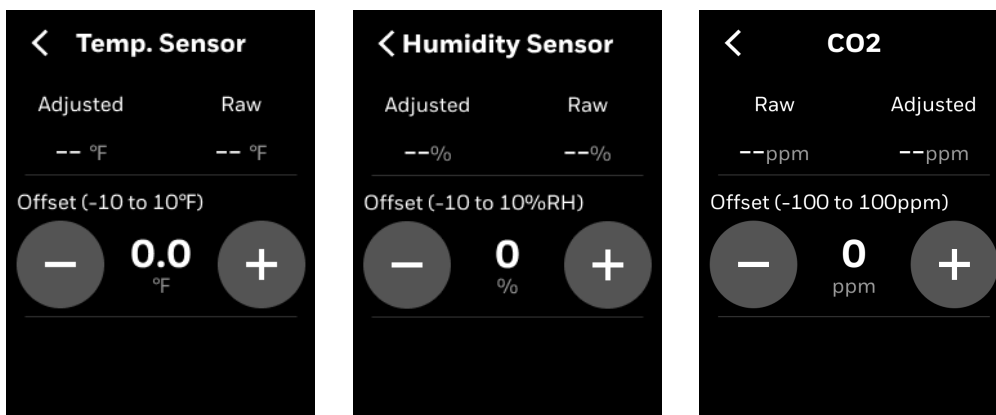 < Temp. Sensor
Adjusted Raw
-- °F -- °F
Offset (-10 to 10°F)
− 0.0 +
°F
< Humidity Sensor
Adjusted Raw
--% --%
Offset (-10 to 10%RH)
− 0 +
%
< CO2
Raw Adjusted
--ppm --ppm
Offset (-100 to 100ppm)
− 0 +
ppm